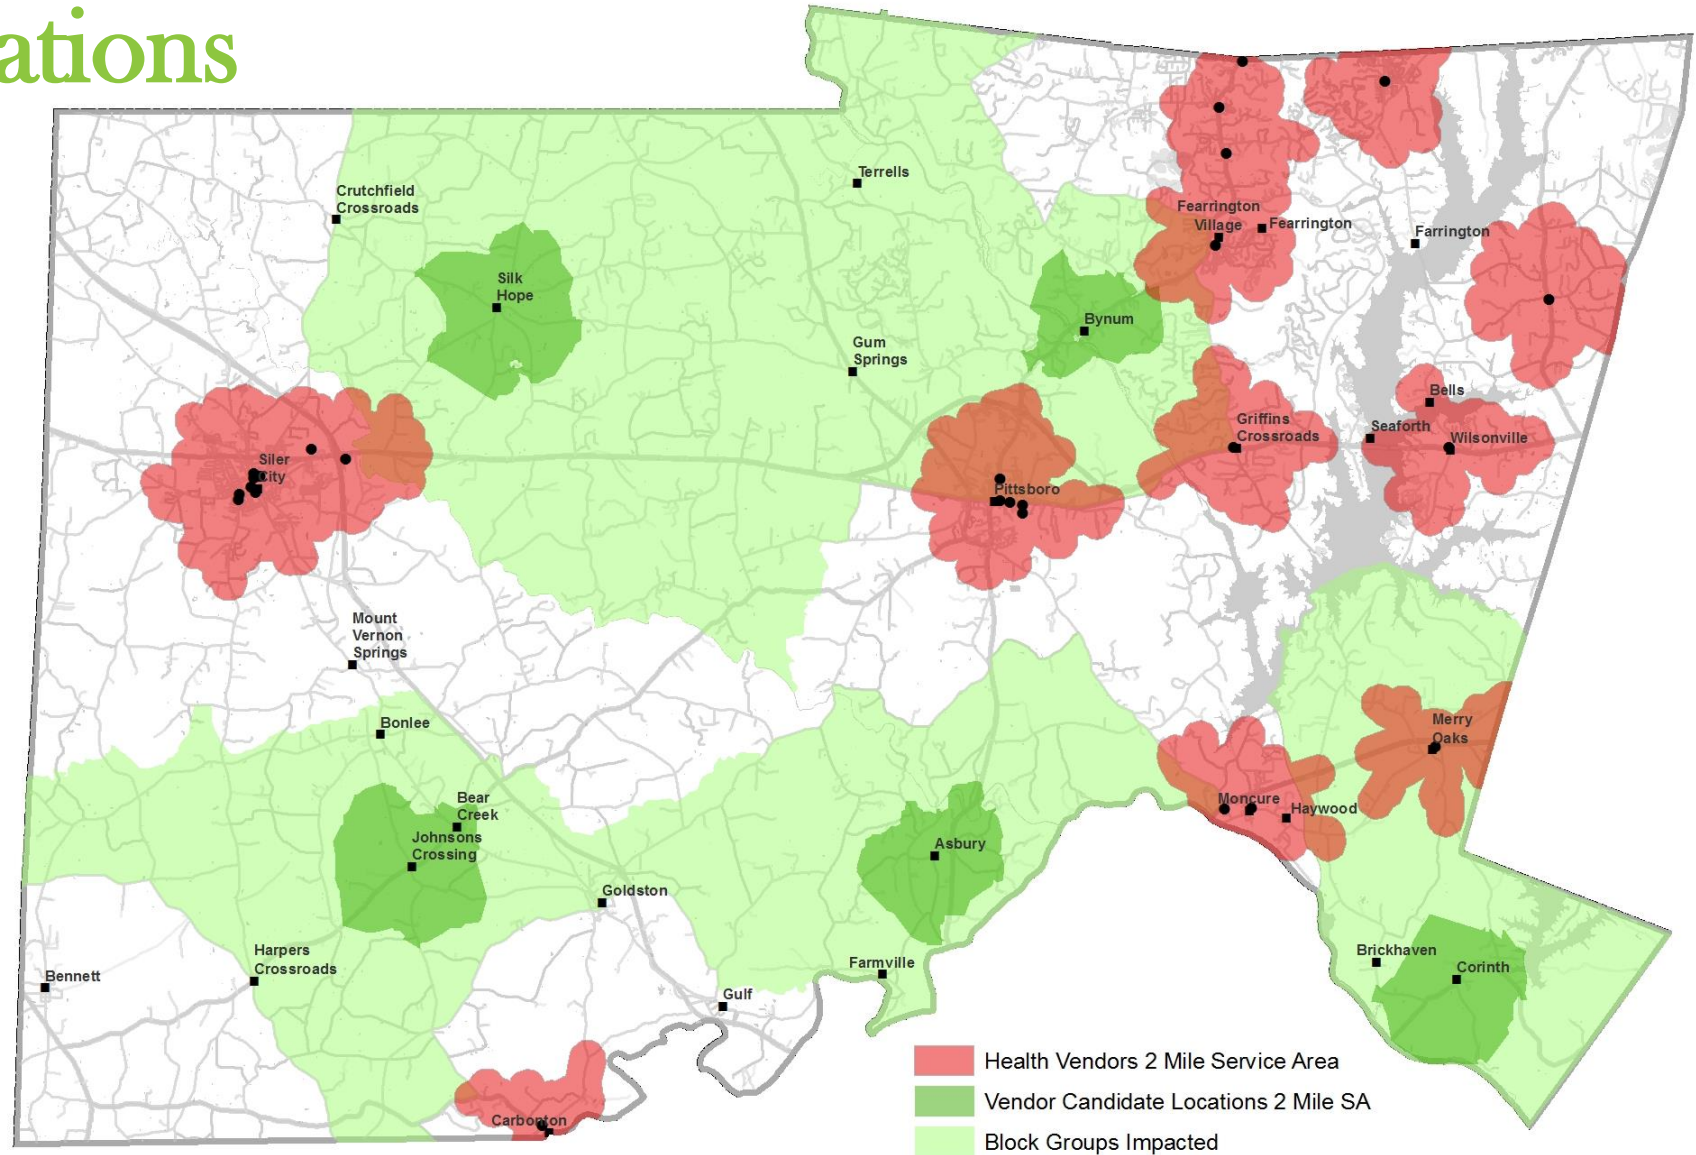 ations
Terrells
Crutchfield
Crossroads
Fearrington
Village
Fearrington
Farrington
Silk
Hope
Bynum
Gum
Springs
Bells
Griffins
Crossroads
Seaforth
Wilsonville
Siler
City
Pittsboro
Mount
Vernon
Springs
Bonlee
Merry
Oaks
Bear
Creek
Johnsons
Crossing
Moncure
Haywood
Asbury
Goldston
Harpers
Crossroads
Bennett
Farmville
Brickhaven
Corinth
Gulf
Carbonton
Health Vendors 2 Mile Service Area
Vendor Candidate Locations 2 Mile SA
Block Groups Impacted